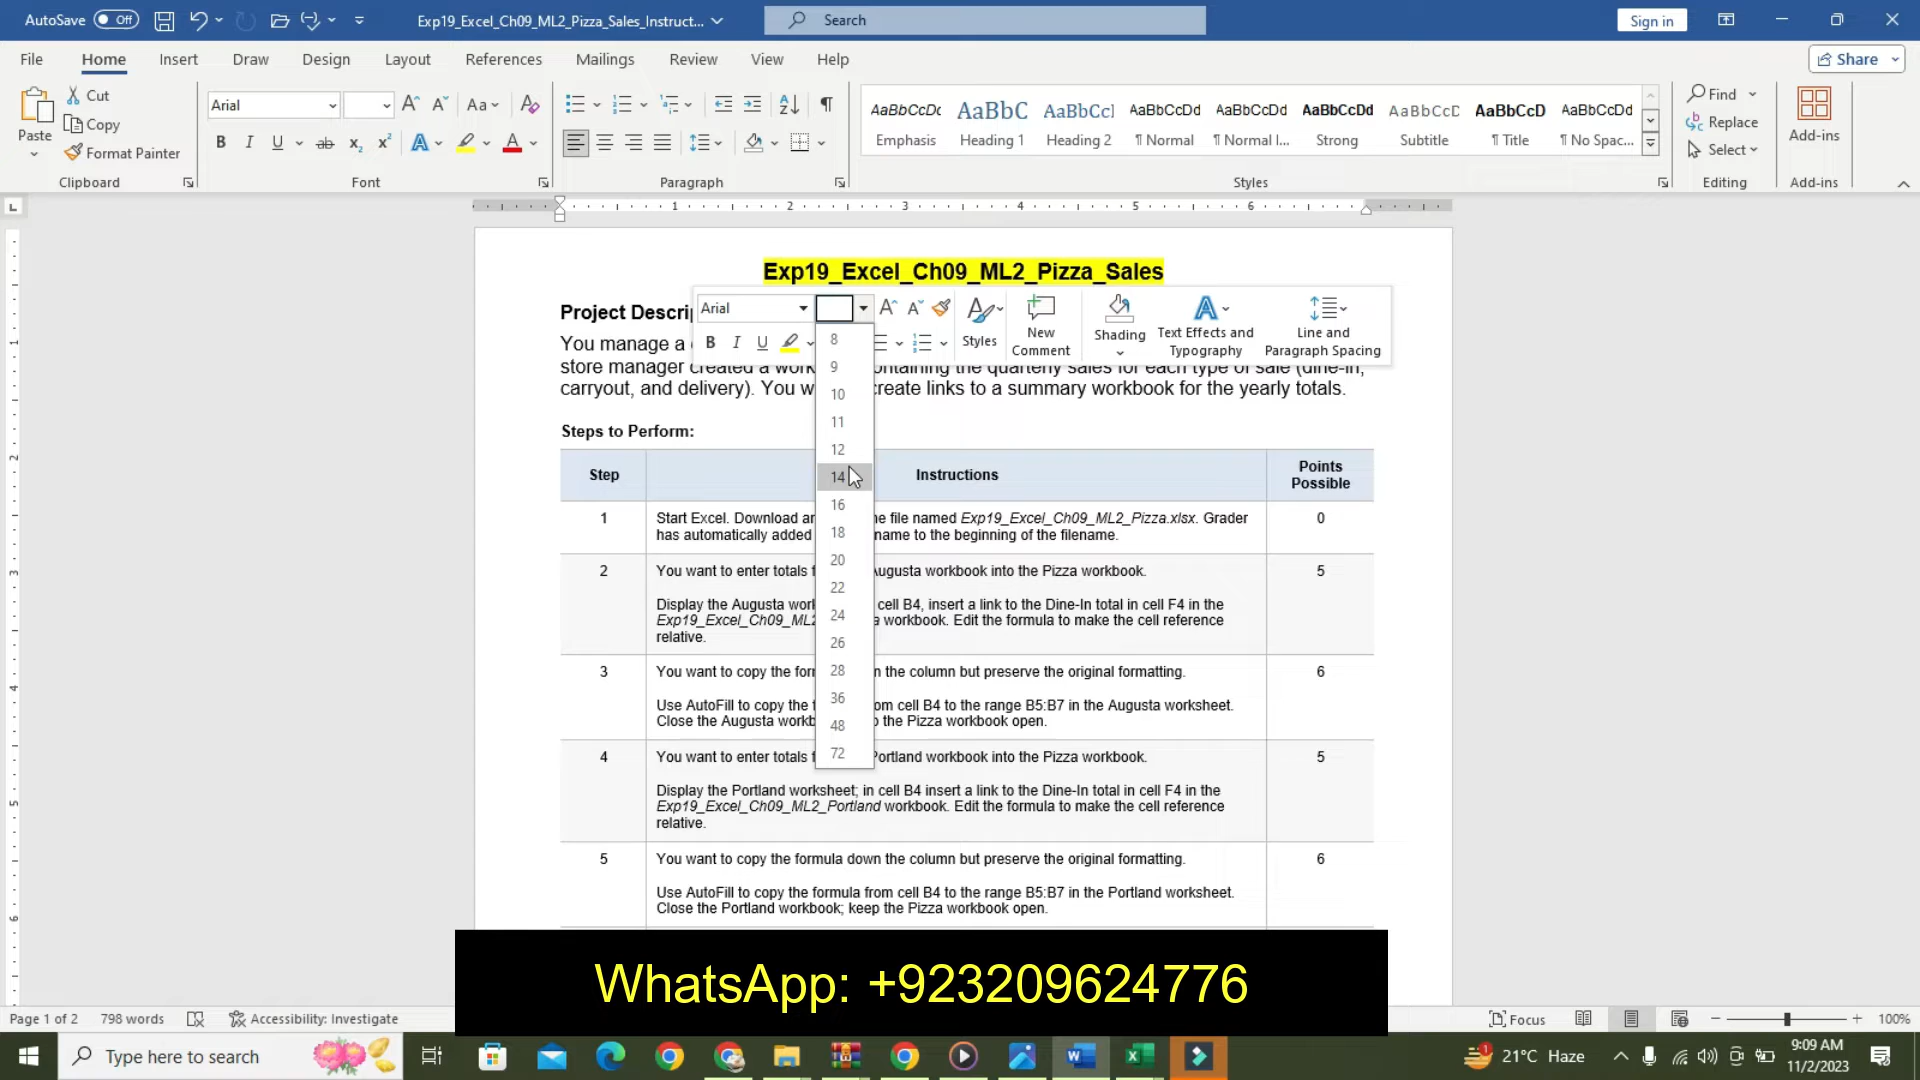 AutoSave Off Exp19_Excel_Ch09_ML2_Pizza_Sales_Instruct... Search Sign in
File Home Insert Draw Design Layout References Mailings Review View Help Share
Paste Cut Copy Format Painter Clipboard
Arial Aa Font
B I U ab x₂ x² A A
Paragraph
AaBbCcDc AaBbC AaBbCcI AaBbCcDd AaBbCcDd AaBbCcDd AaBbCcD AaBbCcD AaBbCcDd
Emphasis Heading 1 Heading 2 ¶ Normal ¶ Normal I... Strong Subtitle ¶ Title ¶ No Spac...
Styles
Find Replace Select Editing
Add-ins Add-ins
1 2 3 4 5 6
Exp19_Excel_Ch09_ML2_Pizza_Sales
Project Descrip
Arial
B I U Styles New Comment Shading Text Effects and Typography Line and Paragraph Spacing
8
9
10
11
12
14
16
18
20
22
24
26
28
36
48
72
You manage a
store manager created a work containing the quarterly sales for each type of sale (dine-in,
carryout, and delivery). You w create links to a summary workbook for the yearly totals.
Steps to Perform:
Step Instructions Points Possible
1 Start Excel. Download an e file named Exp19_Excel_Ch09_ML2_Pizza.xlsx. Grader 0
has automatically added name to the beginning of the filename.
2 You want to enter totals f Augusta workbook into the Pizza workbook. 5
Display the Augusta work cell B4, insert a link to the Dine-In total in cell F4 in the
Exp19_Excel_Ch09_ML2 a workbook. Edit the formula to make the cell reference
relative.
3 You want to copy the form n the column but preserve the original formatting. 6
Use AutoFill to copy the f om cell B4 to the range B5:B7 in the Augusta worksheet.
Close the Augusta workb p the Pizza workbook open.
4 You want to enter totals f Portland workbook into the Pizza workbook. 5
Display the Portland worksheet; in cell B4 insert a link to the Dine-In total in cell F4 in the
Exp19_Excel_Ch09_ML2_Portland workbook. Edit the formula to make the cell reference
relative.
5 You want to copy the formula down the column but preserve the original formatting. 6
Use AutoFill to copy the formula from cell B4 to the range B5:B7 in the Portland worksheet.
Close the Portland workbook; keep the Pizza workbook open.
WhatsApp: +923209624776
Page 1 of 2 798 words Accessibility: Investigate Focus 100%
Type here to search 21°C Haze 9:09 AM
11/2/2023